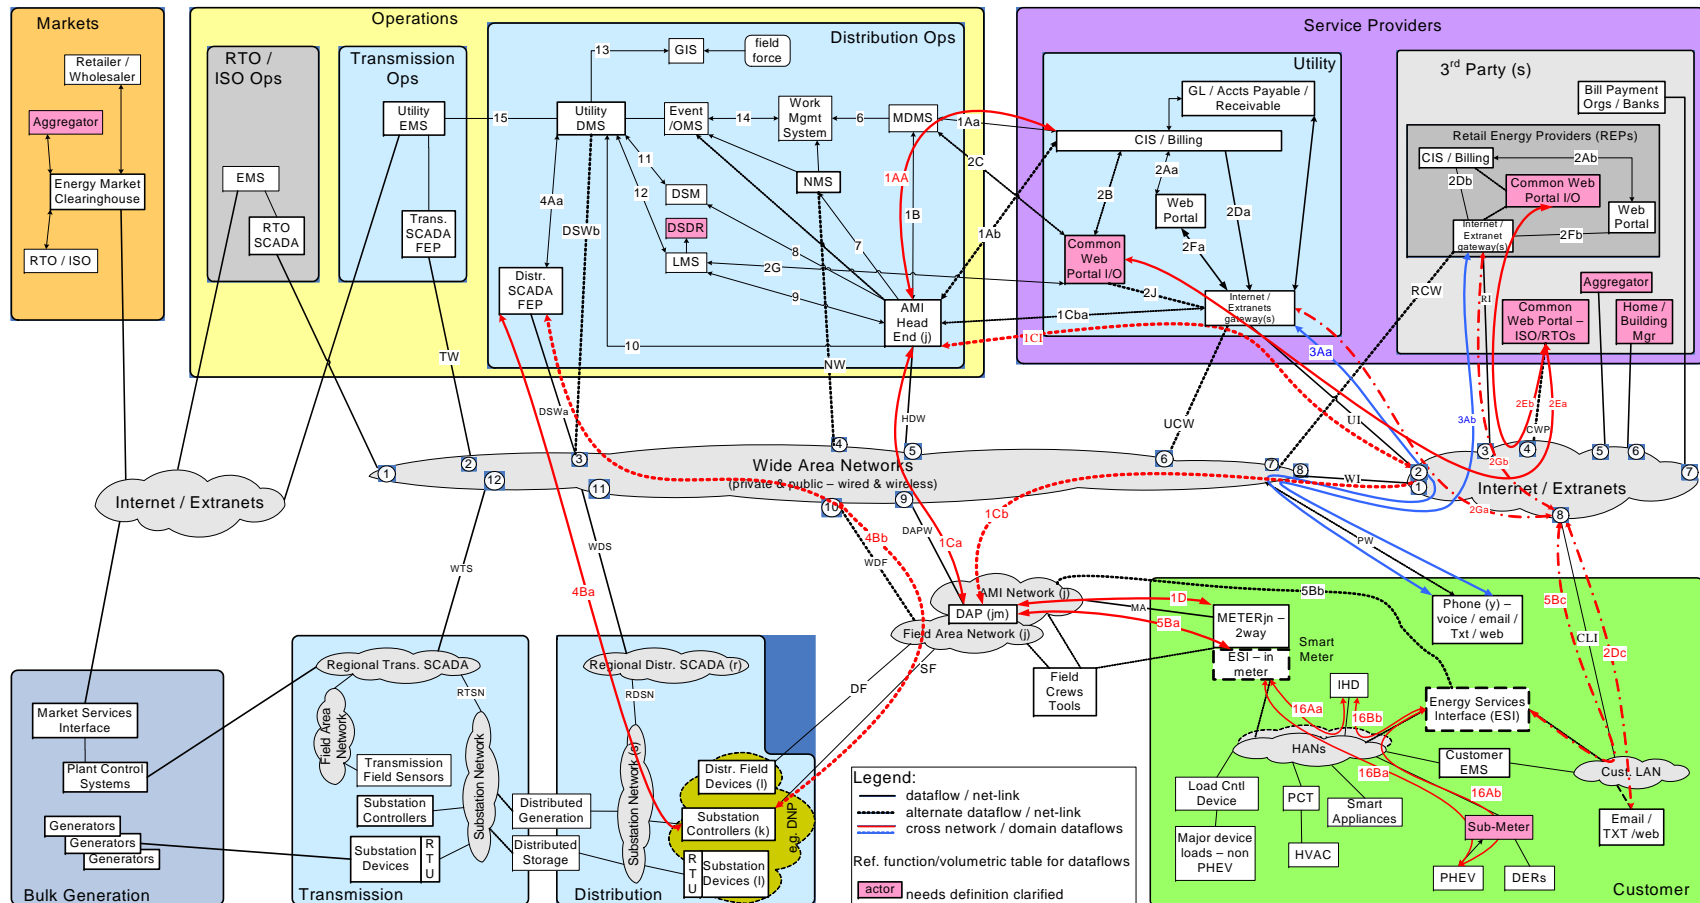 Markets
Retailer /
Wholesaler
Aggregator
Energy Market
Clearinghouse
RTO / ISO
Operations
RTO /
ISO Ops
EMS
RTO
SCADA
Transmission
Ops
Utility
EMS
Trans.
SCADA
FEP
Distribution Ops
13
GIS
field
force
15
Utility
DMS
Event
/OMS
14
Work
Mgmt
System
6
MDMS
1Aa
11
12
4Aa
DSWb
DSM
DSDR
LMS
NMS
1AA
1B
7
8
9
10
2G
Distr.
SCADA
FEP
AMI
Head
End (j)
2C
1Ab
1Cba
1CI
Service Providers
Utility
GL / Accts Payable /
Receivable
CIS / Billing
2Aa
2B
2Da
Web
Portal
2Fa
Common
Web
Portal I/O
2J
Internet /
Extranets
gateway(s)
3rd Party (s)
Bill Payment
Orgs / Banks
Retail Energy Providers (REPs)
CIS / Billing
2Ab
2Db
Common Web
Portal I/O
Web
Portal
Internet /
Extranet
gateway(s)
2Fb
RCW
RI
Aggregator
Common
Web Portal –
ISO/RTOs
Home /
Building
Mgr
3Aa
3Ab
2Eb
2Ea
CWP
2Gb
2Ga
TW
DSWa
NW
HDW
UCW
UI
WI
Internet / Extranets
Wide Area Networks
(private & public – wired & wireless)
1
2
3
4
5
6
7
8
9
10
11
12
Internet / Extranets
1
2
3
4
5
6
7
8
WTS
WDS
4Ba
4Bb
WDF
DAPW
1Ca
1Cb
PW
AMI Network (j)
DAP (jm)
Field Area Network (j)
MA
1D
5Ba
5Bb
5Bc
CLI
2Dc
DF
SF
Field
Crews
Tools
Bulk Generation
Market Services
Interface
Plant Control
Systems
Generators
Generators
Generators
Transmission
Regional Trans. SCADA
RTSN
Field Area
Network
Transmission
Field Sensors
Substation
Controllers
Substation
Devices
R
T
U
Substation Network
Distributed
Generation
Distributed
Storage
Distribution
Regional Distr. SCADA (r)
RDSN
Substation Network (s)
Distr. Field
Devices (l)
Substation
Controllers (k)
R
T
U
Substation
Devices (l)
e.g. DNP
Legend:
dataflow / net-link
alternate dataflow / net-link
cross network / domain dataflows
Ref. function/volumetric table for dataflows
actor
needs definition clarified
Customer
METERjn –
2way
Smart
Meter
ESI – in
meter
Phone (y) –
voice / email /
Txt / web
IHD
16Aa
16Bb
16Ba
16Ab
Energy Services
Interface (ESI)
HANs
Customer
EMS
Cust. LAN
Load Cntl
Device
PCT
Smart
Appliances
Major device
loads – non
PHEV
HVAC
Sub-Meter
PHEV
DERs
Email /
TXT /web